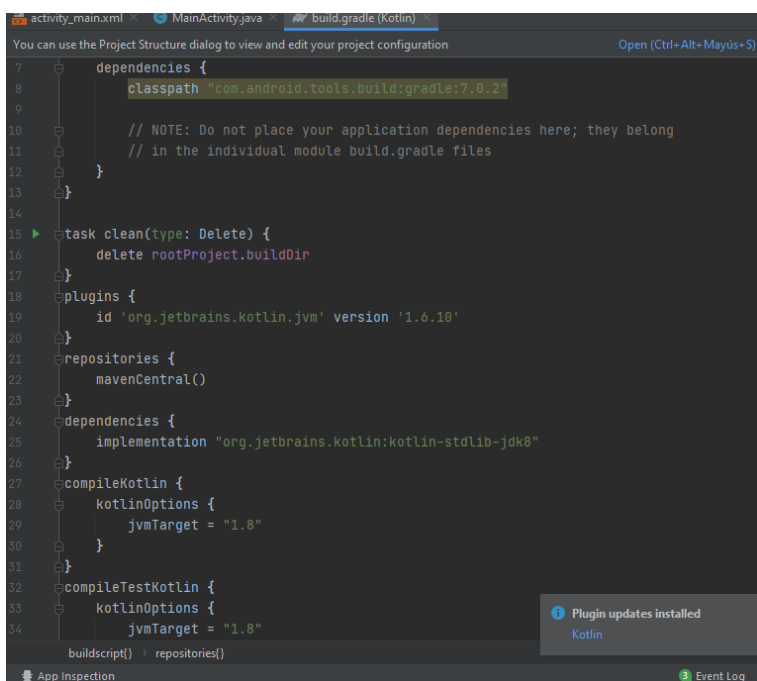 activity_main.xml × MainActivity.java × build.gradle (Kotlin) ×
You can use the Project Structure dialog to view and edit your project configuration Open (Ctrl+Alt+Mayús+S)
7 dependencies {
8 classpath "com.android.tools.build:gradle:7.0.2"
9
10 // NOTE: Do not place your application dependencies here; they belong
11 // in the individual module build.gradle files
12 }
13 }
14
15 task clean(type: Delete) {
16 delete rootProject.buildDir
17 }
18 plugins {
19 id 'org.jetbrains.kotlin.jvm' version '1.6.10'
20 }
21 repositories {
22 mavenCentral()
23 }
24 dependencies {
25 implementation "org.jetbrains.kotlin:kotlin-stdlib-jdk8"
26 }
27 compileKotlin {
28 kotlinOptions {
29 jvmTarget = "1.8"
30 }
31 }
32 compileTestKotlin {
33 kotlinOptions {
34 jvmTarget = "1.8"
Plugin updates installed
Kotlin
buildscript{} › repositories{}
App Inspection 3 Event Log